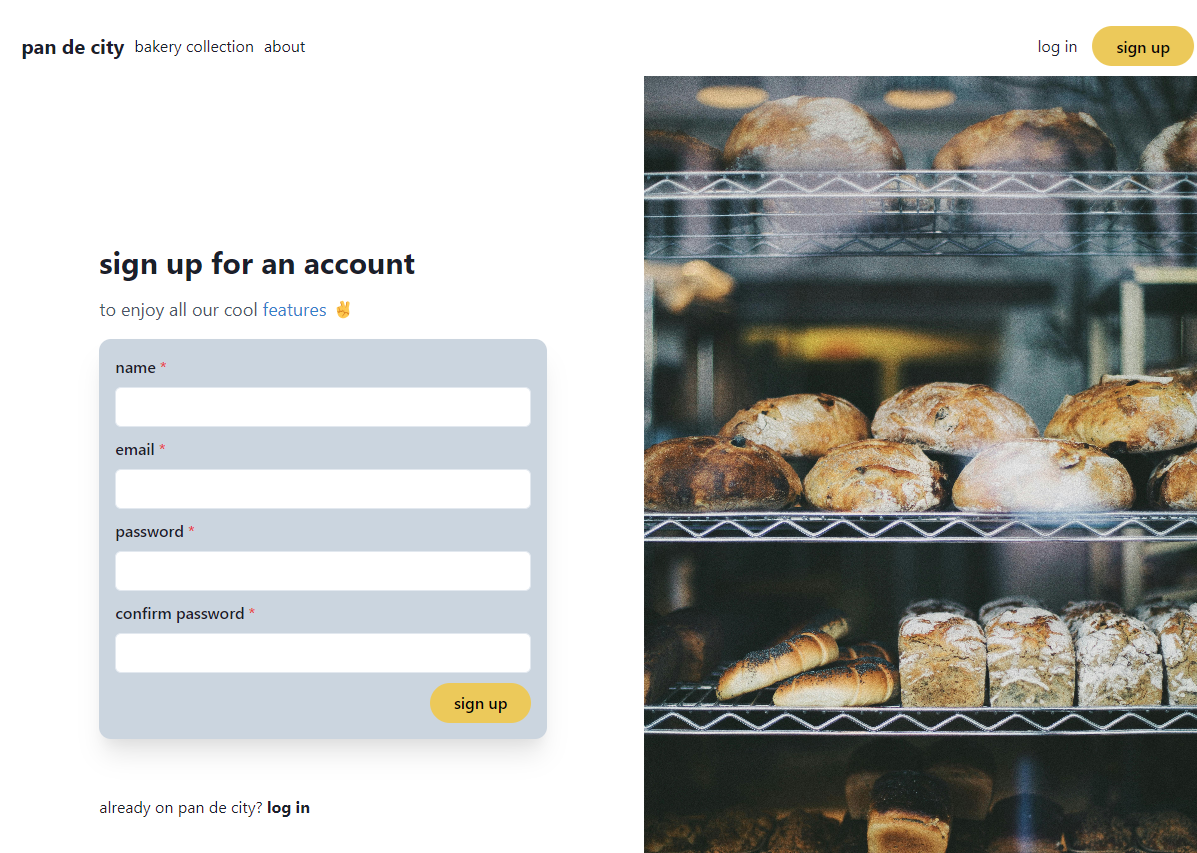 pan de city bakery collection about log in sign up
sign up for an account
to enjoy all our cool features ✌
name *
email *
password *
confirm password *
sign up
already on pan de city? log in